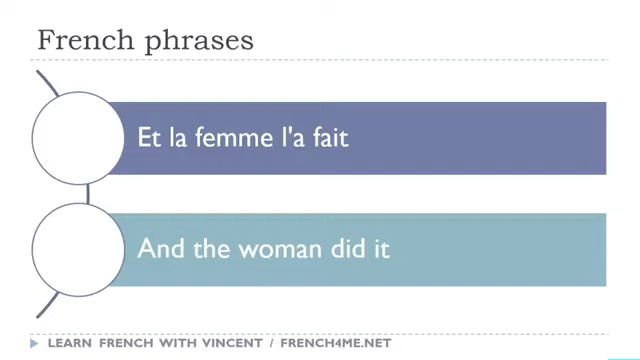 French phrases
Et la femme l'a fait
And the woman did it
LEARN FRENCH WITH VINCENT / FRENCH4ME.NET